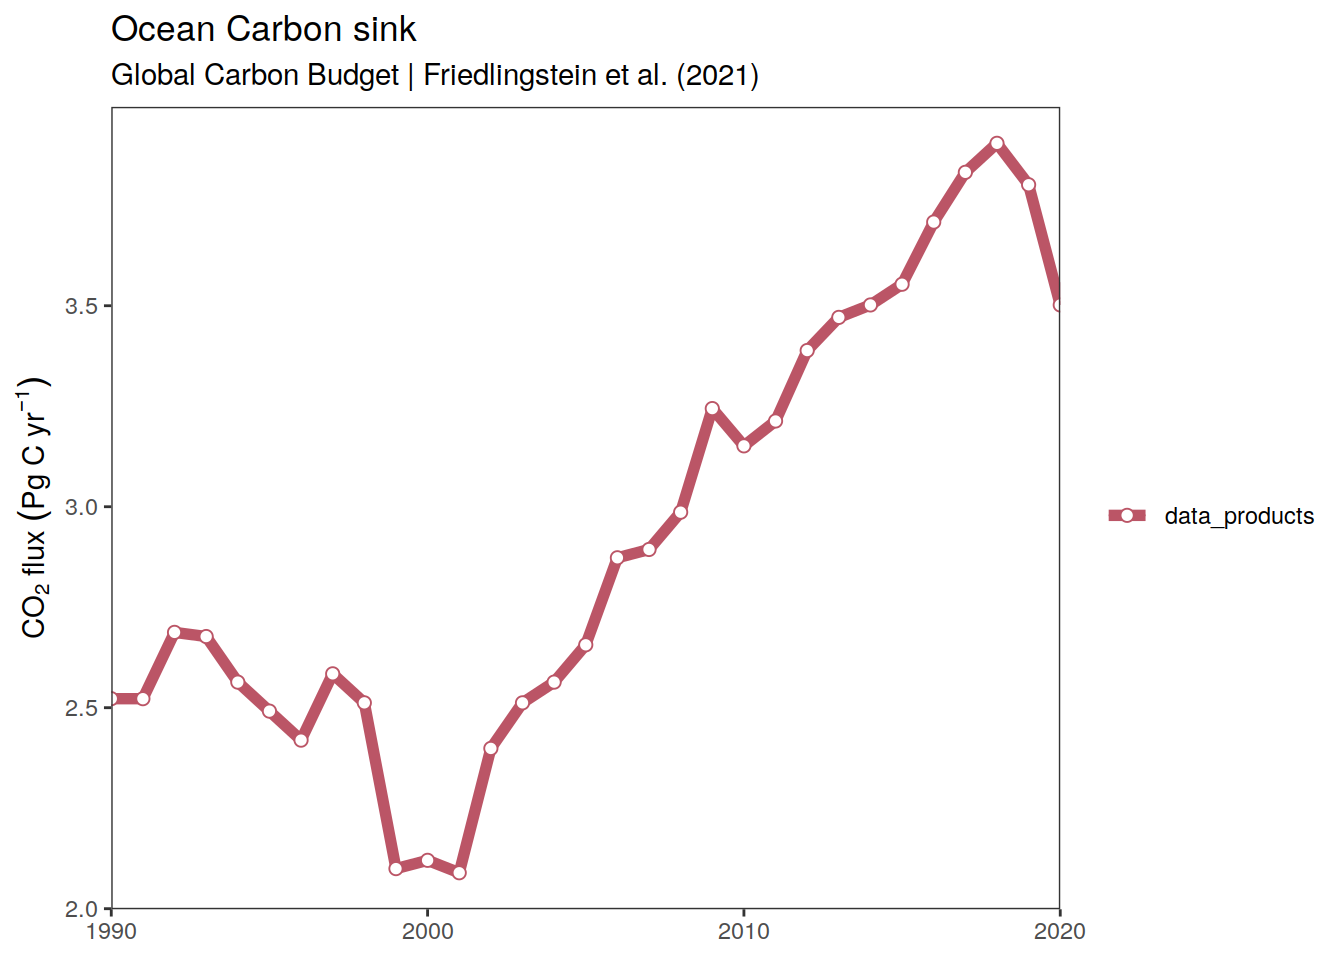 Ocean Carbon sink
Global Carbon Budget | Friedlingstein et al. (2021)
CO₂ flux (Pg C yr⁻¹)
3.5
3.0
2.5
2.0
1990 2000 2010 2020
data_products